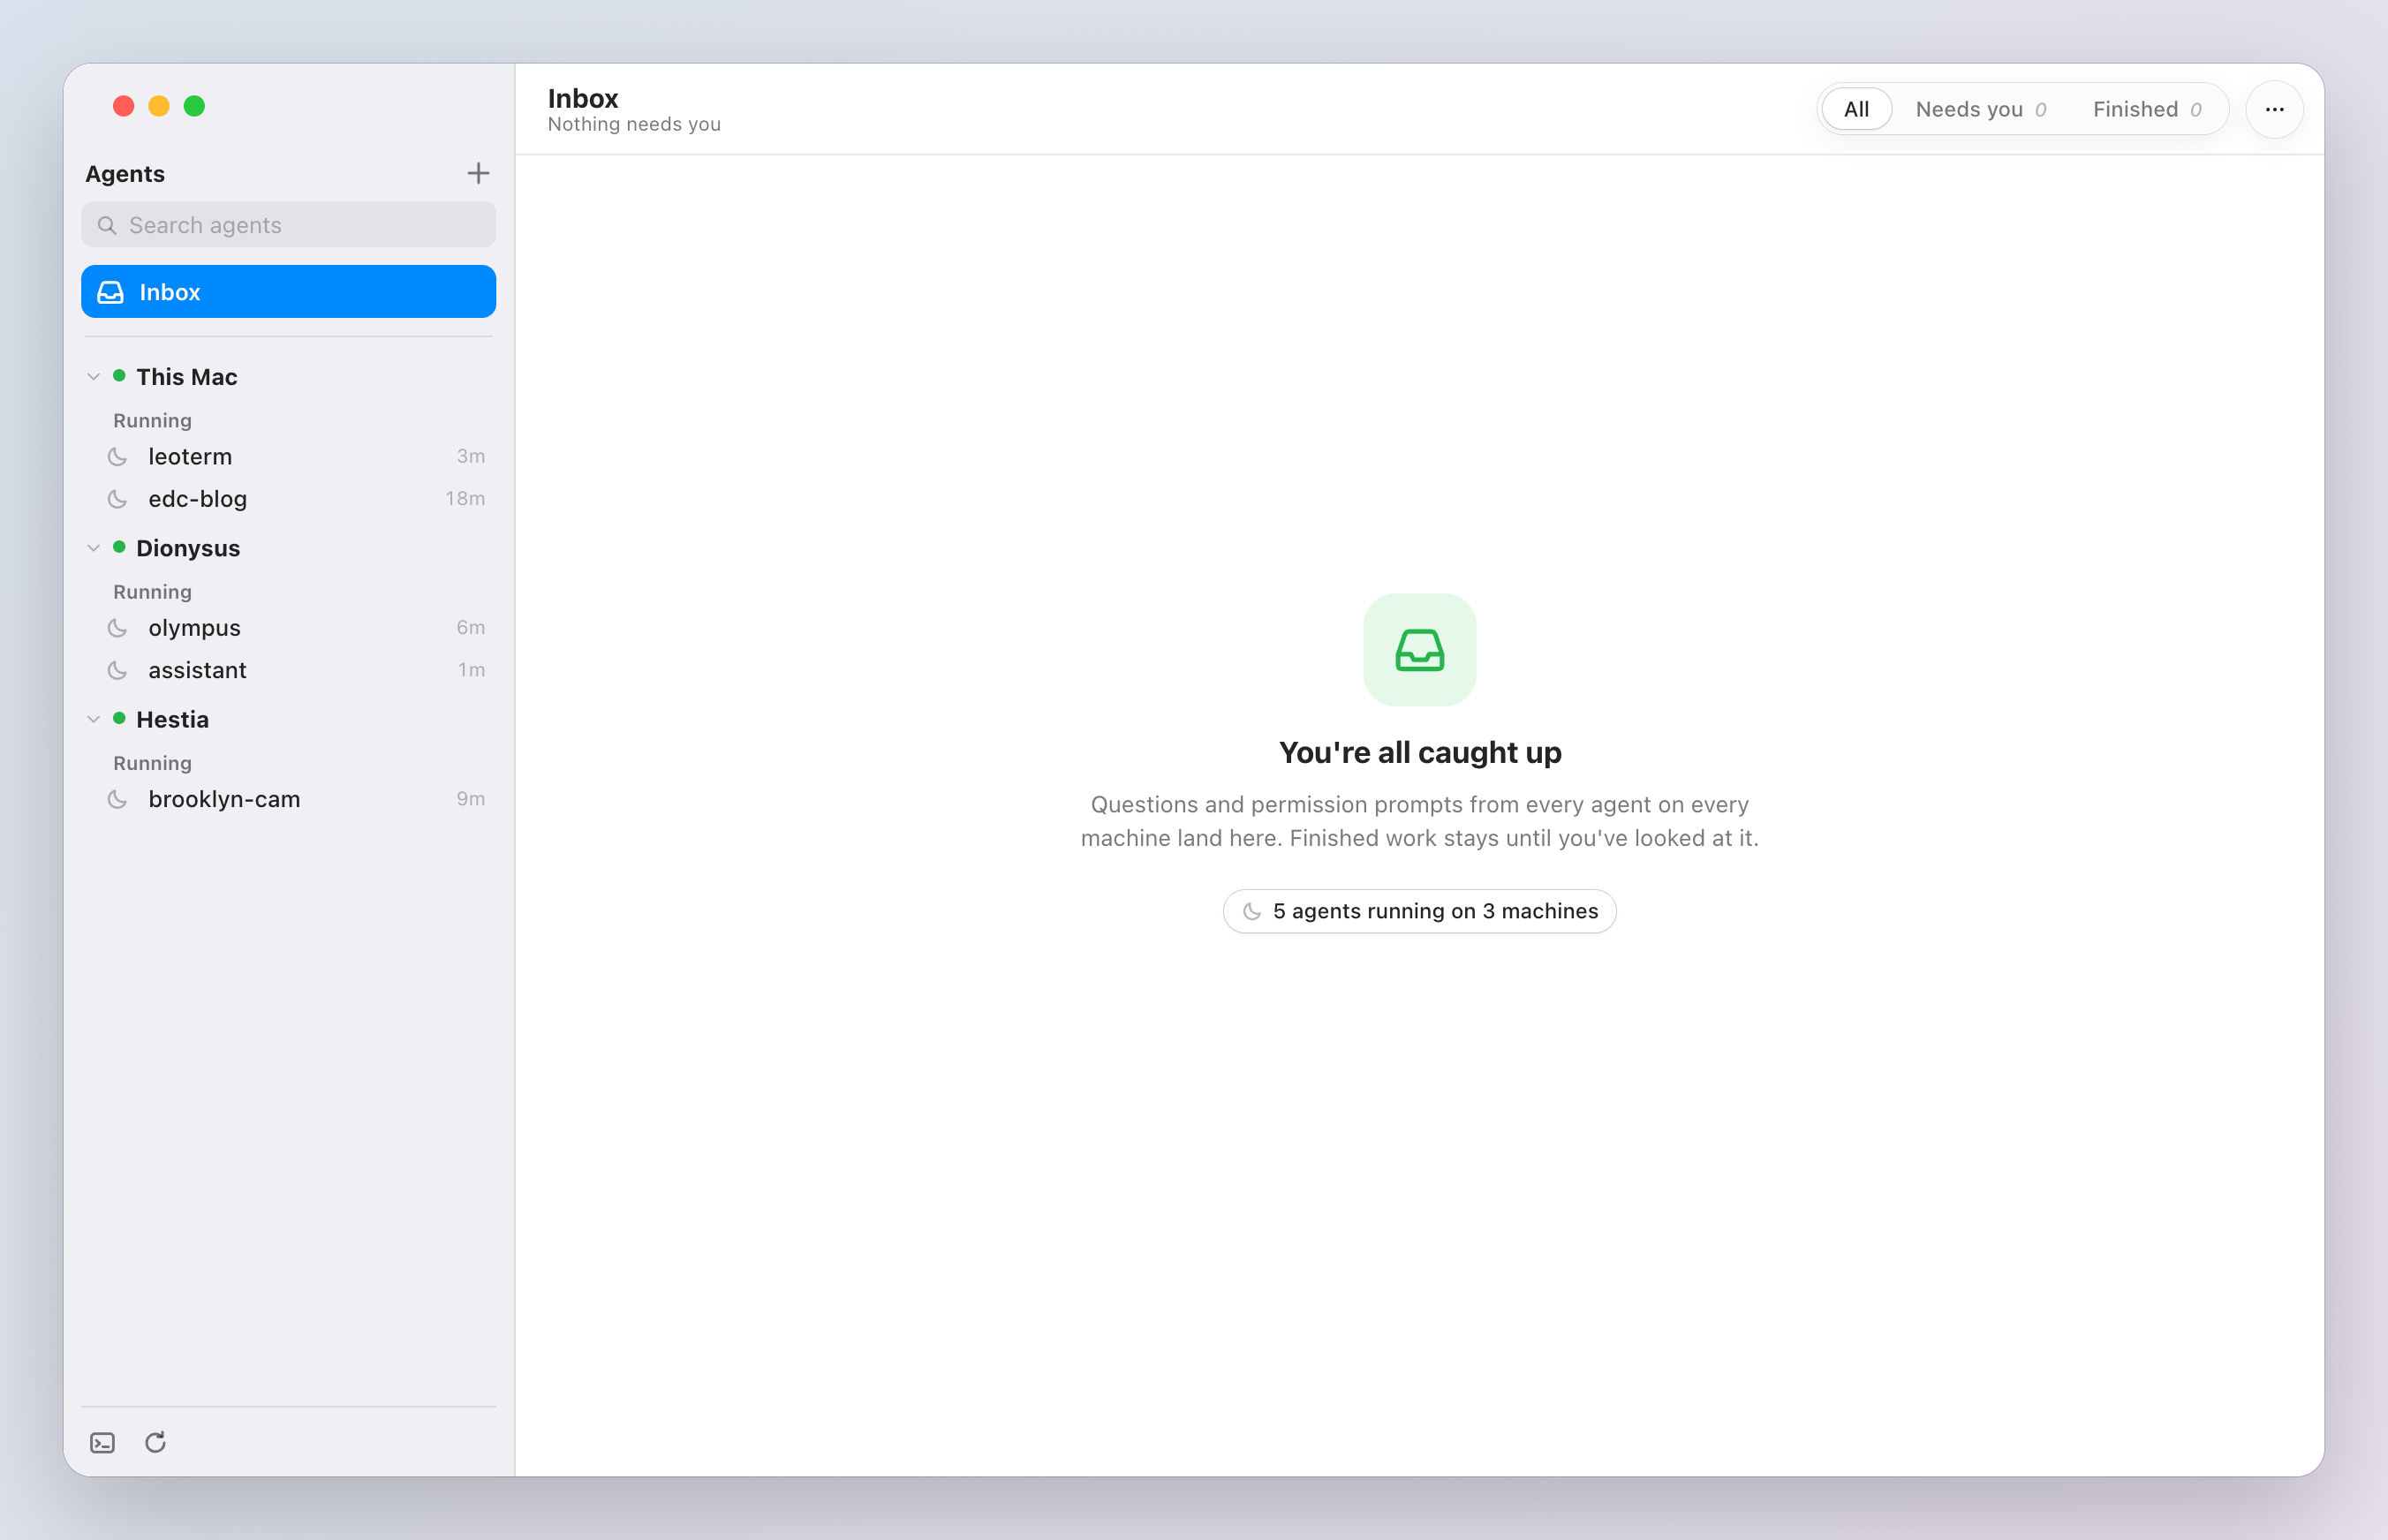 Agents
Search agents
Inbox
This Mac
Running
leoterm 3m
edc-blog 18m
Dionysus
Running
olympus 6m
assistant 1m
Hestia
Running
brooklyn-cam 9m
Inbox
Nothing needs you
All Needs you 0 Finished 0
You're all caught up
Questions and permission prompts from every agent on every
machine land here. Finished work stays until you've looked at it.
5 agents running on 3 machines